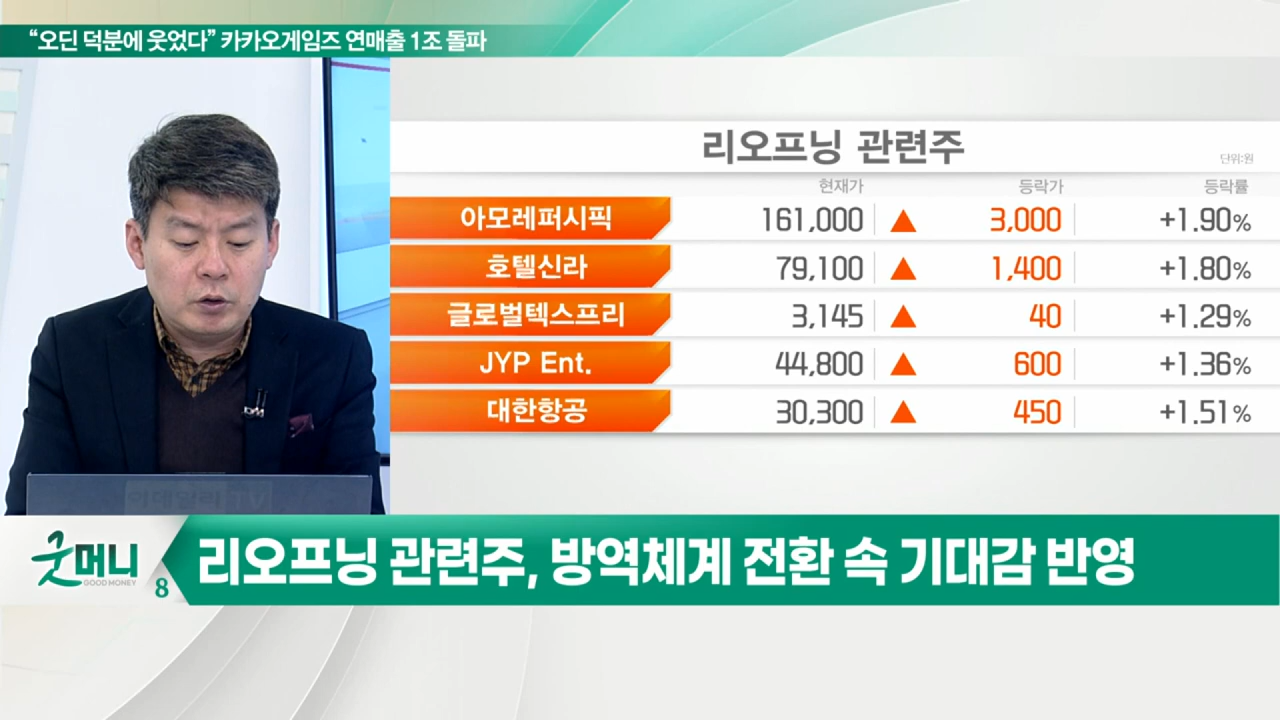 “오딘 덕분에 웃었다” 카카오게임즈 연매출 1조 돌파
리오프닝 관련주
단위:원
현재가 등락가 등락률
아모레퍼시픽 161,000 ▲ 3,000 +1.90%
호텔신라 79,100 ▲ 1,400 +1.80%
글로벌텍스프리 3,145 ▲ 40 +1.29%
JYP Ent. 44,800 ▲ 600 +1.36%
대한항공 30,300 ▲ 450 +1.51%
이데일리 TV
굿머니
GOOD MONEY
8
리오프닝 관련주, 방역체계 전환 속 기대감 반영